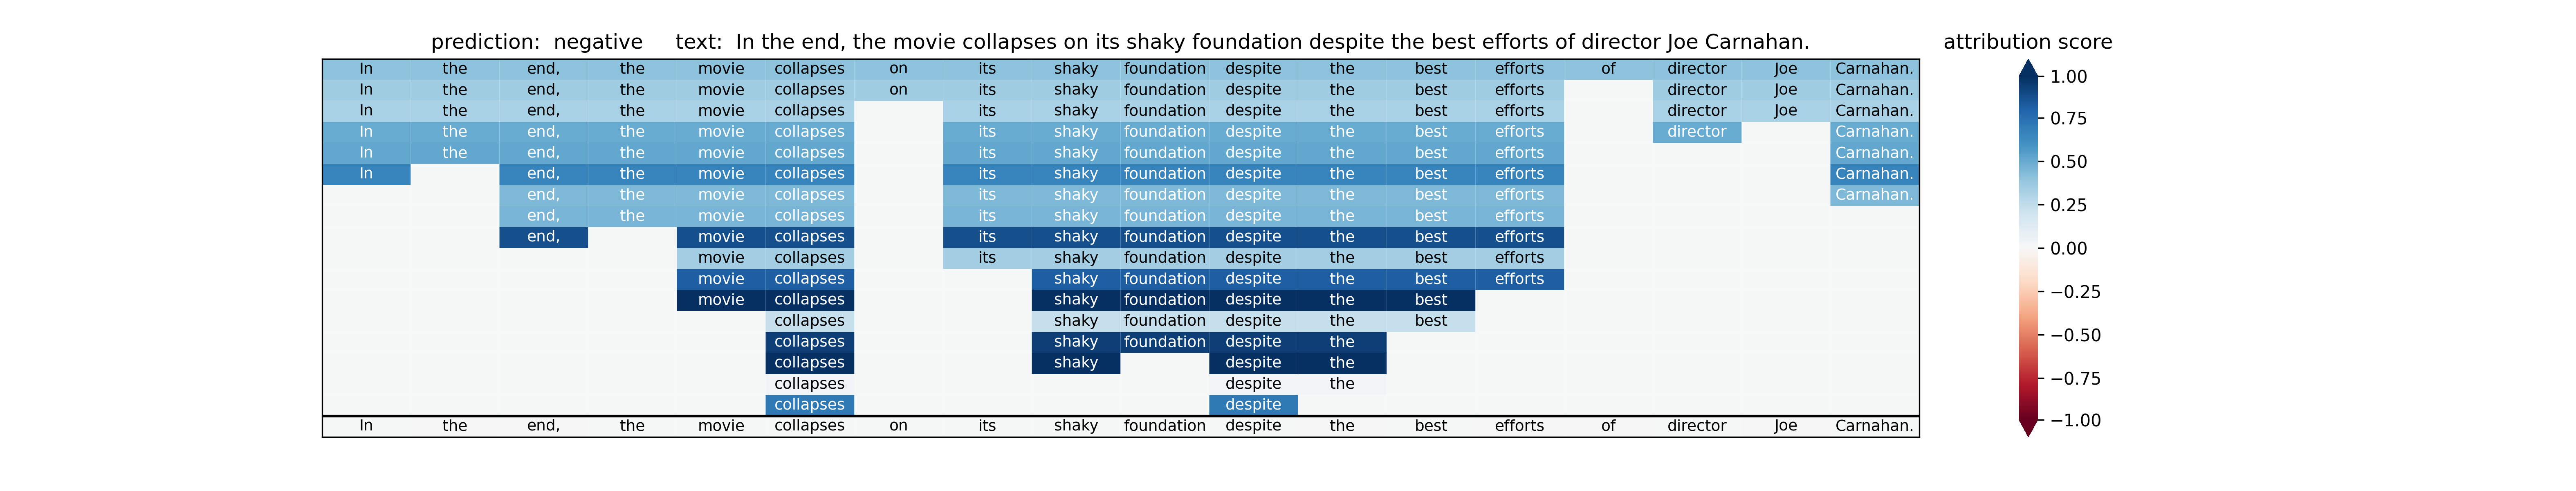 prediction: negative text: In the end, the movie collapses on its shaky foundation despite the best efforts of director Joe Carnahan.
attribution score
In the end, the movie collapses on its shaky foundation despite the best efforts of director Joe Carnahan.
In the end, the movie collapses on its shaky foundation despite the best efforts director Joe Carnahan.
In the end, the movie collapses its shaky foundation despite the best efforts director Joe Carnahan.
In the end, the movie collapses its shaky foundation despite the best efforts director Carnahan.
In the end, the movie collapses its shaky foundation despite the best efforts Carnahan.
In end, the movie collapses its shaky foundation despite the best efforts Carnahan.
end, the movie collapses its shaky foundation despite the best efforts Carnahan.
end, the movie collapses its shaky foundation despite the best efforts
end, movie collapses its shaky foundation despite the best efforts
movie collapses its shaky foundation despite the best efforts
movie collapses shaky foundation despite the best efforts
movie collapses shaky foundation despite the best
collapses shaky foundation despite the best
collapses shaky foundation despite the
collapses shaky despite the
collapses despite the
collapses despite
In the end, the movie collapses on its shaky foundation despite the best efforts of director Joe Carnahan.
1.00
0.75
0.50
0.25
0.00
−0.25
−0.50
−0.75
−1.00